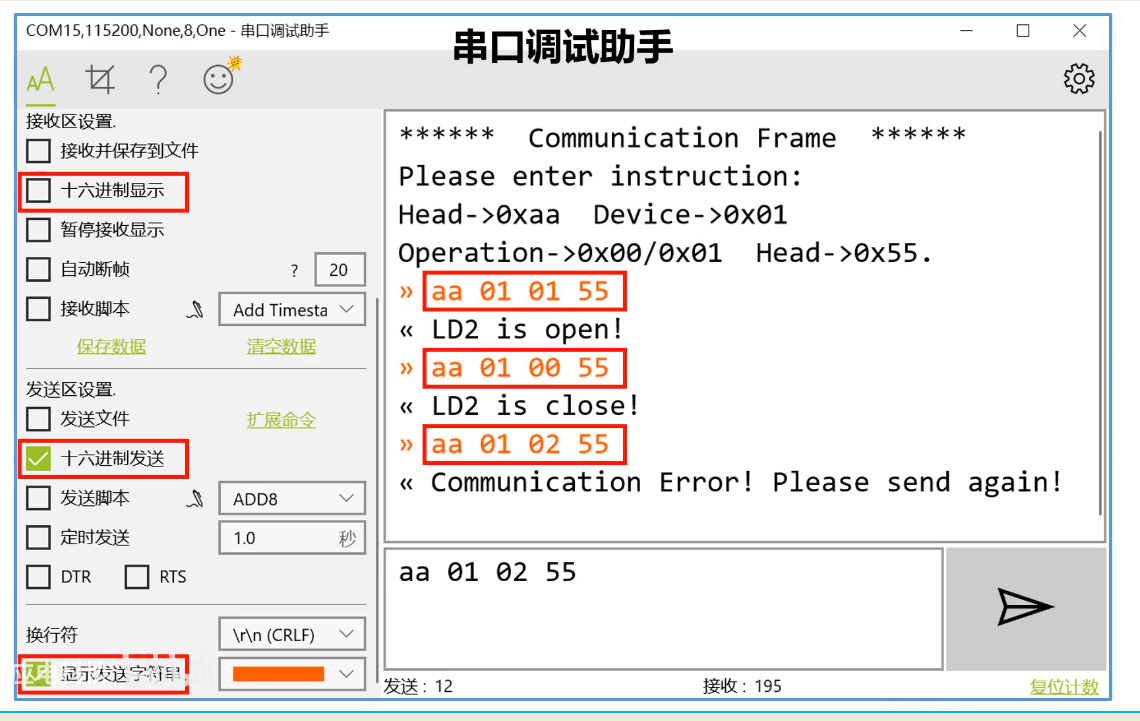 COM15,115200,None,8,One - 串口调试助手
串口调试助手
AA
接收区设置.
接收并保存到文件
十六进制显示
暂停接收显示
自动断帧 ? 20
接收脚本 Add Timesta
保存数据 清空数据
发送区设置.
发送文件 扩展命令
十六进制发送
发送脚本 ADD8
定时发送 1.0 秒
DTR RTS
换行符 \r\n (CRLF)
显示发送字符串
****** Communication Frame ******
Please enter instruction:
Head->0xaa Device->0x01
Operation->0x00/0x01 Head->0x55.
» aa 01 01 55
« LD2 is open!
» aa 01 00 55
« LD2 is close!
» aa 01 02 55
« Communication Error! Please send again!
aa 01 02 55
发送 : 12 接收 : 195 复位计数